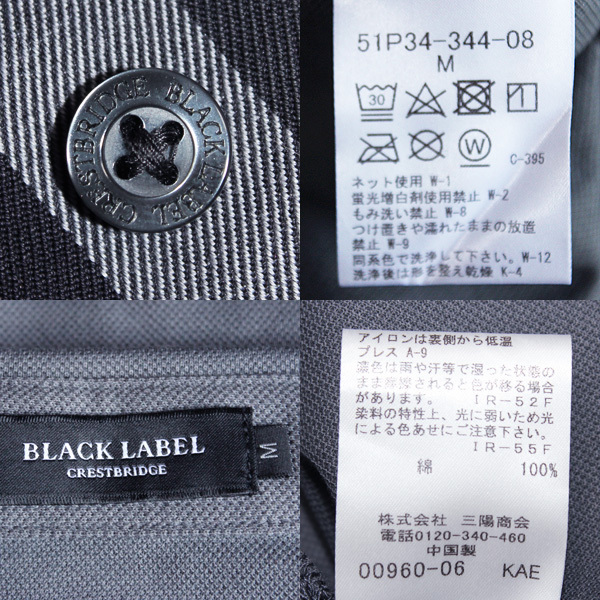 BLACK LABEL CRESTBRIDGE
51P34-344-08
M
30
C-395
ネット使用 W-1
蛍光増白剤使用禁止 W-2
もみ洗い禁止 W-8
つけ置きや濡れたままの放置
禁止 W-9
同系色で洗浄して下さい。W-12
洗浄後は形を整え乾燥 K-4
BLACK LABEL
CRESTBRIDGE
M
アイロンは裏側から低温
プレス A-9
濃色は雨や汗等で湿った状態の
まま摩擦されると色が移る場合
があります。 IR-52F
染料の特性上、光に弱いため光
による色あせにご注意下さい。
IR-55F
綿 100%
株式会社 三陽商会
電話0120-340-460
中国製
00960-06 KAE